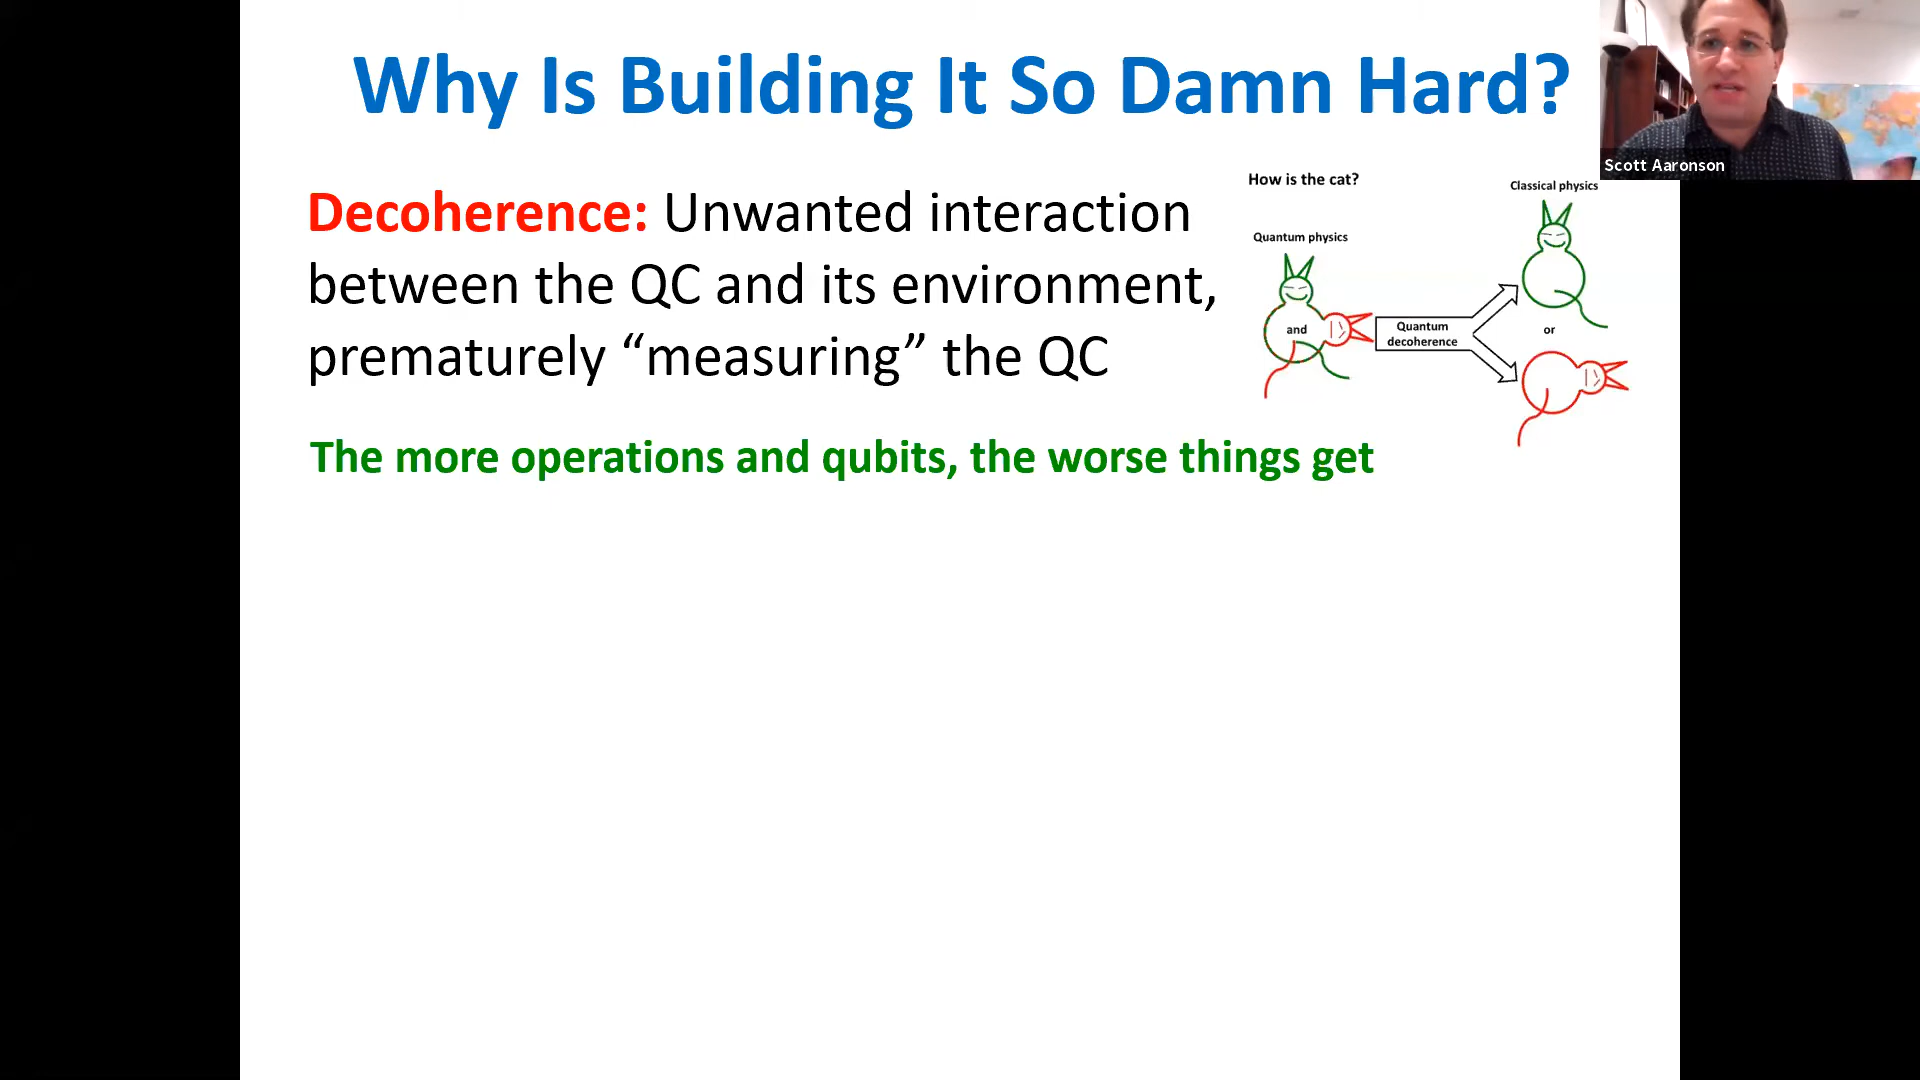 Why Is Building It So Damn Hard?
Scott Aaronson
Decoherence: Unwanted interaction
between the QC and its environment,
prematurely “measuring” the QC
How is the cat?
Quantum physics
Classical physics
and
Quantum
decoherence
or
The more operations and qubits, the worse things get